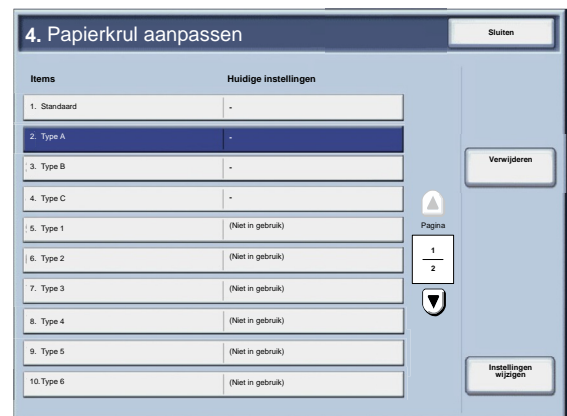 4. Papierkrul aanpassen
Sluiten
Items
Huidige instellingen
1. Standaard
-
2. Type A
-
3. Type B
-
4. Type C
-
5. Type 1
(Niet in gebruik)
6. Type 2
(Niet in gebruik)
7. Type 3
(Niet in gebruik)
8. Type 4
(Niet in gebruik)
9. Type 5
(Niet in gebruik)
10. Type 6
(Niet in gebruik)
Verwijderen
Pagina
1
2
Instellingen
wijzigen